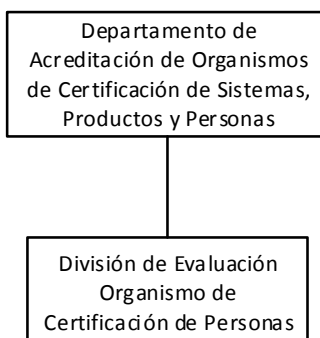 Departamento de
Acreditación de Organismos
de Certificación de Sistemas,
Productos y Personas
División de Evaluación
Organismo de
Certificación de Personas